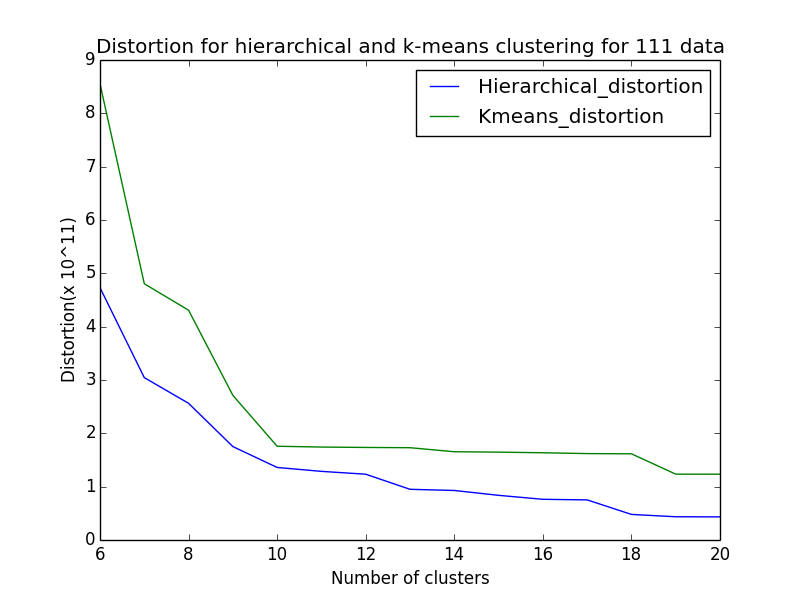 Distortion for hierarchical and k-means clustering for 111 data
9
8
7
6
5
4
3
2
1
0
Distortion(x 10^11)
Hierarchical_distortion
Kmeans_distortion
6 8 10 12 14 16 18 20
Number of clusters